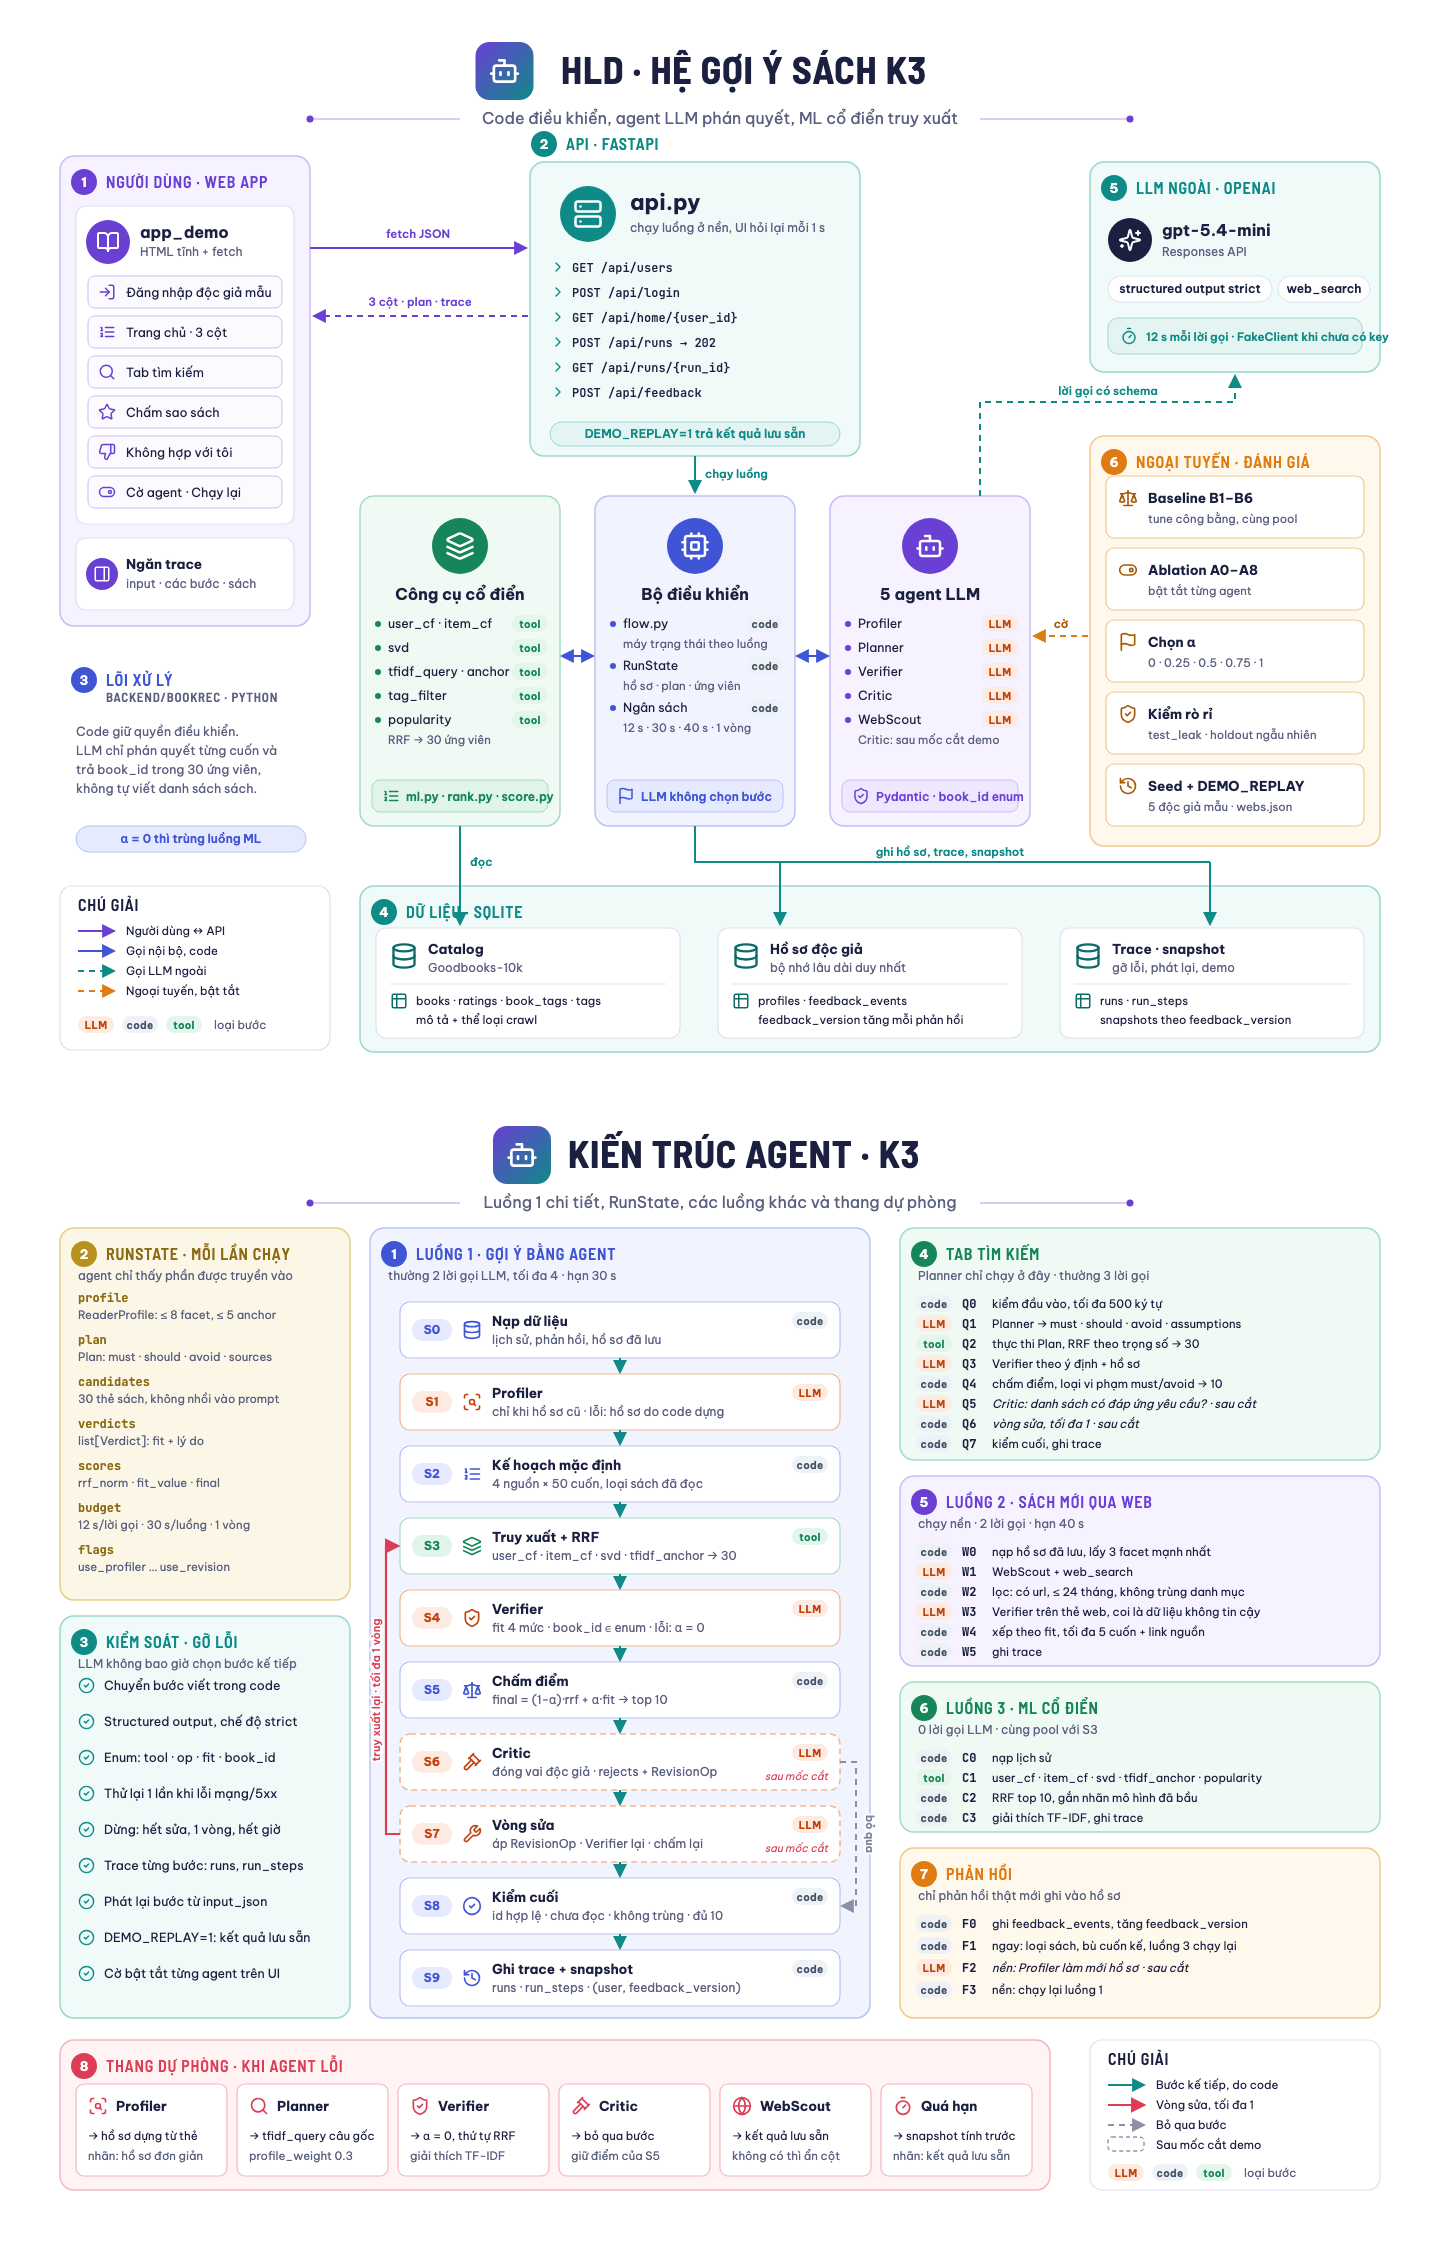 HLD · HỆ GỢI Ý SÁCH K3
Code điều khiển, agent LLM phán quyết, ML cổ điển truy xuất
1 NGƯỜI DÙNG · WEB APP
app_demo
HTML tĩnh + fetch
Đăng nhập độc giả mẫu
Trang chủ · 3 cột
Tab tìm kiếm
Chấm sao sách
Không hợp với tôi
Cờ agent · Chạy lại
Ngăn trace
input · các bước · sách
fetch JSON
3 cột · plan · trace
2 API · FASTAPI
api.py
chạy luồng ở nền, UI hỏi lại mỗi 1 s
GET /api/users
POST /api/login
GET /api/home/{user_id}
POST /api/runs → 202
GET /api/runs/{run_id}
POST /api/feedback
DEMO_REPLAY=1 trả kết quả lưu sẵn
chạy luồng
5 LLM NGOÀI · OPENAI
gpt-5.4-mini
Responses API
structured output strict
web_search
12 s mỗi lời gọi · FakeClient khi chưa có key
lời gọi có schema
3 LÕI XỬ LÝ
BACKEND/BOOKREC · PYTHON
Code giữ quyền điều khiển.
LLM chỉ phán quyết từng cuốn và
trả book_id trong 30 ứng viên,
không tự viết danh sách sách.
α = 0 thì trùng luồng ML
Công cụ cổ điển
user_cf · item_cf tool
svd tool
tfidf_query · anchor tool
tag_filter tool
popularity tool
RRF → 30 ứng viên
ml.py · rank.py · score.py
Bộ điều khiển
flow.py code
máy trạng thái theo luồng
RunState code
hồ sơ · plan · ứng viên
Ngân sách code
12 s · 30 s · 40 s · 1 vòng
LLM không chọn bước
5 agent LLM
Profiler LLM
Planner LLM
Verifier LLM
Critic LLM
WebScout LLM
Critic: sau mốc cắt demo
Pydantic · book_id enum
cờ
6 NGOẠI TUYẾN · ĐÁNH GIÁ
Baseline B1–B6
tune công bằng, cùng pool
Ablation A0–A8
bật tắt từng agent
Chọn α
0 · 0.25 · 0.5 · 0.75 · 1
Kiểm rò rỉ
test_leak · holdout ngẫu nhiên
Seed + DEMO_REPLAY
5 độc giả mẫu · webs.json
đọc
ghi hồ sơ, trace, snapshot
CHÚ GIẢI
Người dùng ↔ API
Gọi nội bộ, code
Gọi LLM ngoài
Ngoại tuyến, bật tắt
LLM code tool loại bước
4 DỮ LIỆU · SQLITE
Catalog
Goodbooks-10k
books · ratings · book_tags · tags
mô tả + thể loại crawl
Hồ sơ độc giả
bộ nhớ lâu dài duy nhất
profiles · feedback_events
feedback_version tăng mỗi phản hồi
Trace · snapshot
gỡ lỗi, phát lại, demo
runs · run_steps
snapshots theo feedback_version
KIẾN TRÚC AGENT · K3
Luồng 1 chi tiết, RunState, các luồng khác và thang dự phòng
2 RUNSTATE · MỖI LẦN CHẠY
agent chỉ thấy phần được truyền vào
profile
ReaderProfile: ≤ 8 facet, ≤ 5 anchor
plan
Plan: must · should · avoid · sources
candidates
30 thẻ sách, không nhồi vào prompt
verdicts
list[Verdict]: fit + lý do
scores
rrf_norm · fit_value · final
budget
12 s/lời gọi · 30 s/luồng · 1 vòng
flags
use_profiler … use_revision
3 KIỂM SOÁT · GỠ LỖI
LLM không bao giờ chọn bước kế tiếp
Chuyển bước viết trong code
Structured output, chế độ strict
Enum: tool · op · fit · book_id
Thử lại 1 lần khi lỗi mạng/5xx
Dừng: hết sửa, 1 vòng, hết giờ
Trace từng bước: runs, run_steps
Phát lại bước từ input_json
DEMO_REPLAY=1: kết quả lưu sẵn
Cờ bật tắt từng agent trên UI
1 LUỒNG 1 · GỢI Ý BẰNG AGENT
thường 2 lời gọi LLM, tối đa 4 · hạn 30 s
S0 Nạp dữ liệu code
lịch sử, phản hồi, hồ sơ đã lưu
S1 Profiler LLM
chỉ khi hồ sơ cũ · lỗi: hồ sơ do code dựng
S2 Kế hoạch mặc định code
4 nguồn × 50 cuốn, loại sách đã đọc
S3 Truy xuất + RRF tool
user_cf · item_cf · svd · tfidf_anchor → 30
S4 Verifier LLM
fit 4 mức · book_id ∈ enum · lỗi: α = 0
S5 Chấm điểm code
final = (1-α)·rrf + α·fit → top 10
S6 Critic LLM
đóng vai độc giả · rejects + RevisionOp sau mốc cắt
S7 Vòng sửa LLM
áp RevisionOp · Verifier lại · chấm lại sau mốc cắt
S8 Kiểm cuối code
id hợp lệ · chưa đọc · không trùng · đủ 10
S9 Ghi trace + snapshot code
runs · run_steps · (user, feedback_version)
truy xuất lại · tối đa 1 vòng
bỏ qua
4 TAB TÌM KIẾM
Planner chỉ chạy ở đây · thường 3 lời gọi
code Q0 kiểm đầu vào, tối đa 500 ký tự
LLM Q1 Planner → must · should · avoid · assumptions
tool Q2 thực thi Plan, RRF theo trọng số → 30
LLM Q3 Verifier theo ý định + hồ sơ
code Q4 chấm điểm, loại vi phạm must/avoid → 10
LLM Q5 Critic: danh sách có đáp ứng yêu cầu? · sau cắt
code Q6 vòng sửa, tối đa 1 · sau cắt
code Q7 kiểm cuối, ghi trace
5 LUỒNG 2 · SÁCH MỚI QUA WEB
chạy nền · 2 lời gọi · hạn 40 s
code W0 nạp hồ sơ đã lưu, lấy 3 facet mạnh nhất
LLM W1 WebScout + web_search
code W2 lọc: có url, ≤ 24 tháng, không trùng danh mục
LLM W3 Verifier trên thẻ web, coi là dữ liệu không tin cậy
code W4 xếp theo fit, tối đa 5 cuốn + link nguồn
code W5 ghi trace
6 LUỒNG 3 · ML CỔ ĐIỂN
0 lời gọi LLM · cùng pool với S3
code C0 nạp lịch sử
tool C1 user_cf · item_cf · svd · tfidf_anchor · popularity
code C2 RRF top 10, gắn nhãn mô hình đã bầu
code C3 giải thích TF-IDF, ghi trace
7 PHẢN HỒI
chỉ phản hồi thật mới ghi vào hồ sơ
code F0 ghi feedback_events, tăng feedback_version
code F1 ngay: loại sách, bù cuốn kế, luồng 3 chạy lại
LLM F2 nền: Profiler làm mới hồ sơ · sau cắt
code F3 nền: chạy lại luồng 1
8 THANG DỰ PHÒNG · KHI AGENT LỖI
Profiler
→ hồ sơ dựng từ thẻ
nhãn: hồ sơ đơn giản
Planner
→ tfidf_query câu gốc
profile_weight 0.3
Verifier
→ α = 0, thứ tự RRF
giải thích TF-IDF
Critic
→ bỏ qua bước
giữ điểm của S5
WebScout
→ kết quả lưu sẵn
không có thì ẩn cột
Quá hạn
→ snapshot tính trước
nhãn: kết quả lưu sẵn
CHÚ GIẢI
Bước kế tiếp, do code
Vòng sửa, tối đa 1
Bỏ qua bước
Sau mốc cắt demo
LLM code tool loại bước